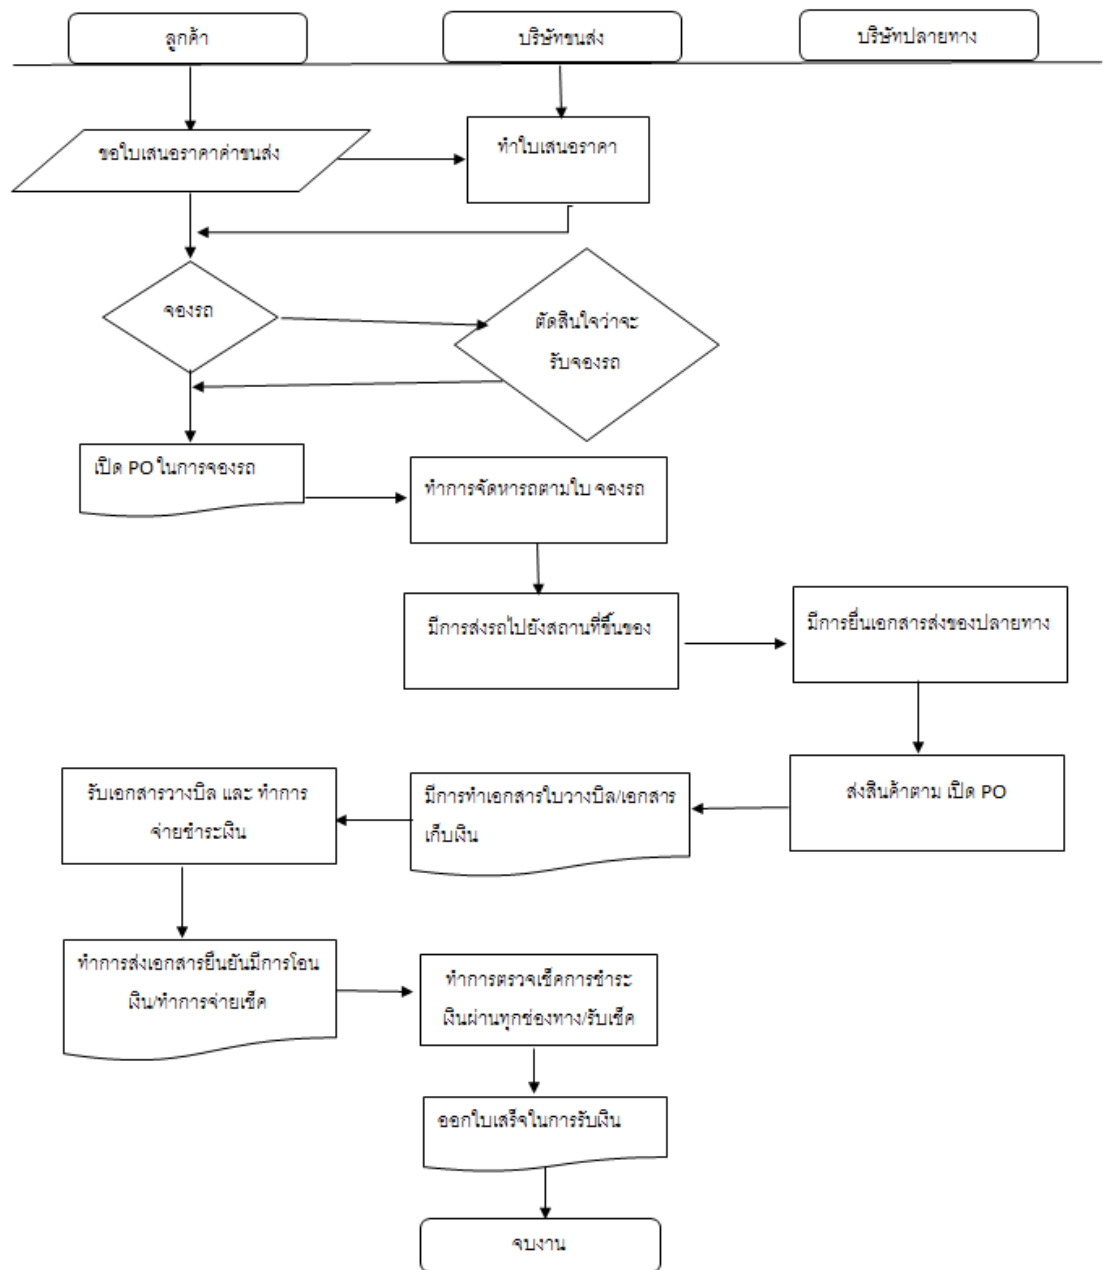 ลูกค้า
บริษัทขนส่ง
บริษัทปลายทาง
ขอใบเสนอราคาค่าขนส่ง
ทำใบเสนอราคา
จองรถ
ตัดสินใจว่าจะ
รับจองรถ
เปิด PO ในการจองรถ
ทำการจัดหารถตามใบ จองรถ
มีการส่งรถไปยังสถานที่ขึ้นของ
มีการยื่นเอกสารส่งของปลายทาง
ส่งสินค้าตาม เปิด PO
มีการทำเอกสารใบวางบิล/เอกสาร
เก็บเงิน
รับเอกสารวางบิล และ ทำการ
จ่ายชำระเงิน
ทำการส่งเอกสารยืนยันมีการโอน
เงิน/ทำการจ่ายเช็ค
ทำการตรวจเช็คการชำระ
เงินผ่านทุกช่องทาง/รับเช็ค
ออกใบเสร็จในการรับเงิน
จบงาน